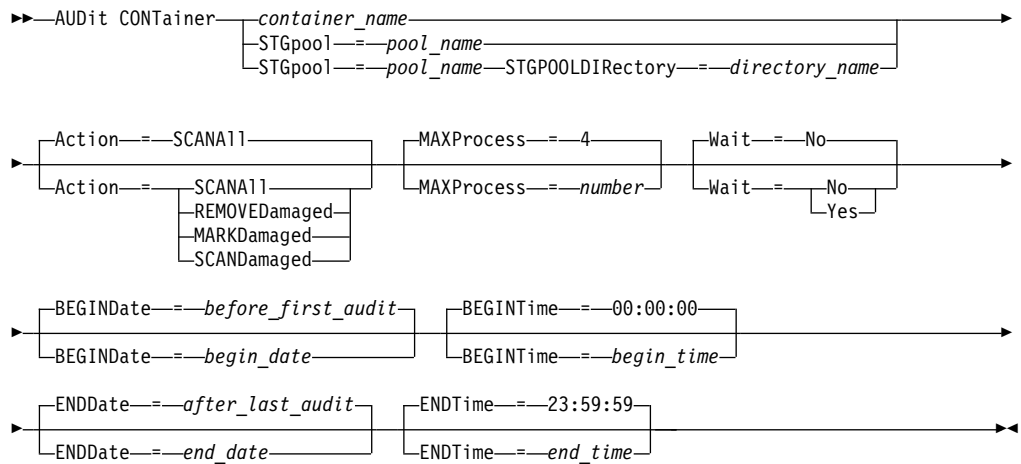 AUDit CONTainer container_name
STGpool = pool_name
STGpool = pool_name STGPOOLDIRectory = directory_name
Action = SCANAll MAXProcess = 4 Wait = No
Action = SCANAll MAXProcess = number Wait = No
REMOVEDamaged Yes
MARKDamaged
SCANDamaged
BEGINDate = before_first_audit BEGINTime = 00:00:00
BEGINDate = begin_date BEGINTime = begin_time
ENDDate = after_last_audit ENDTime = 23:59:59
ENDDate = end_date ENDTime = end_time